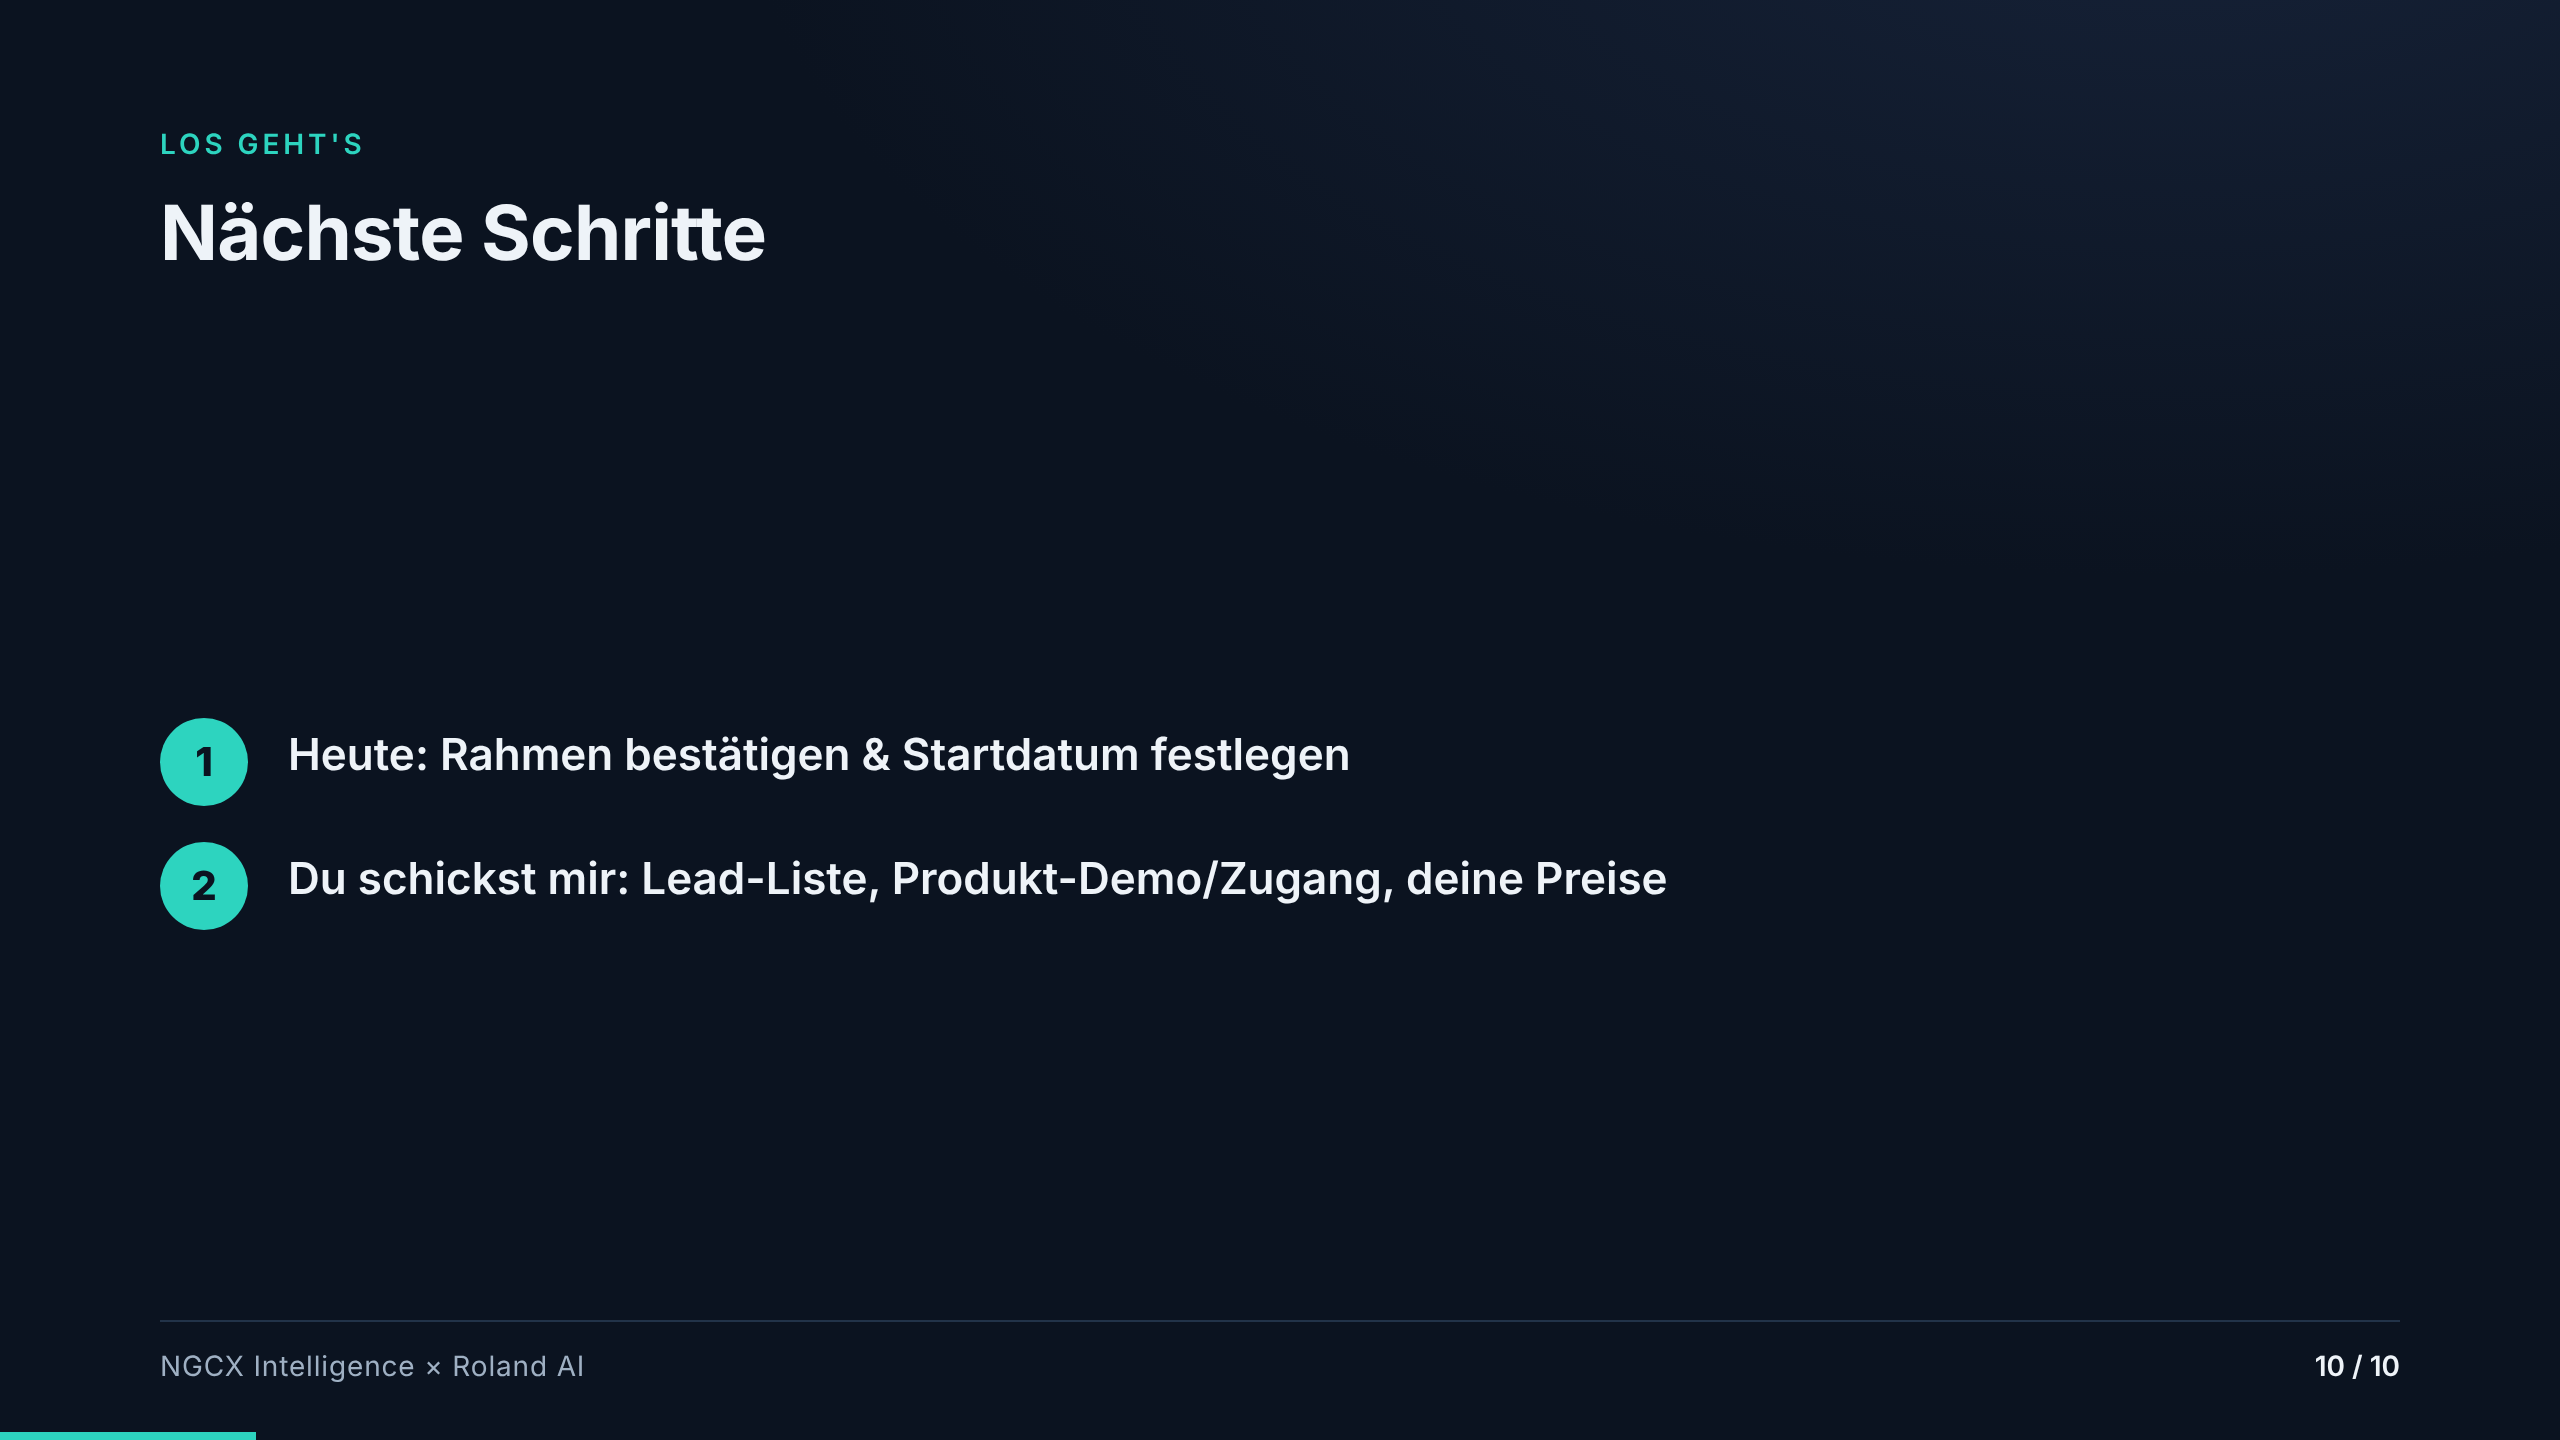 LOS GEHT'S
Nächste Schritte
1 Heute: Rahmen bestätigen & Startdatum festlegen
2 Du schickst mir: Lead-Liste, Produkt-Demo/Zugang, deine Preise
NGCX Intelligence × Roland AI
10 / 10